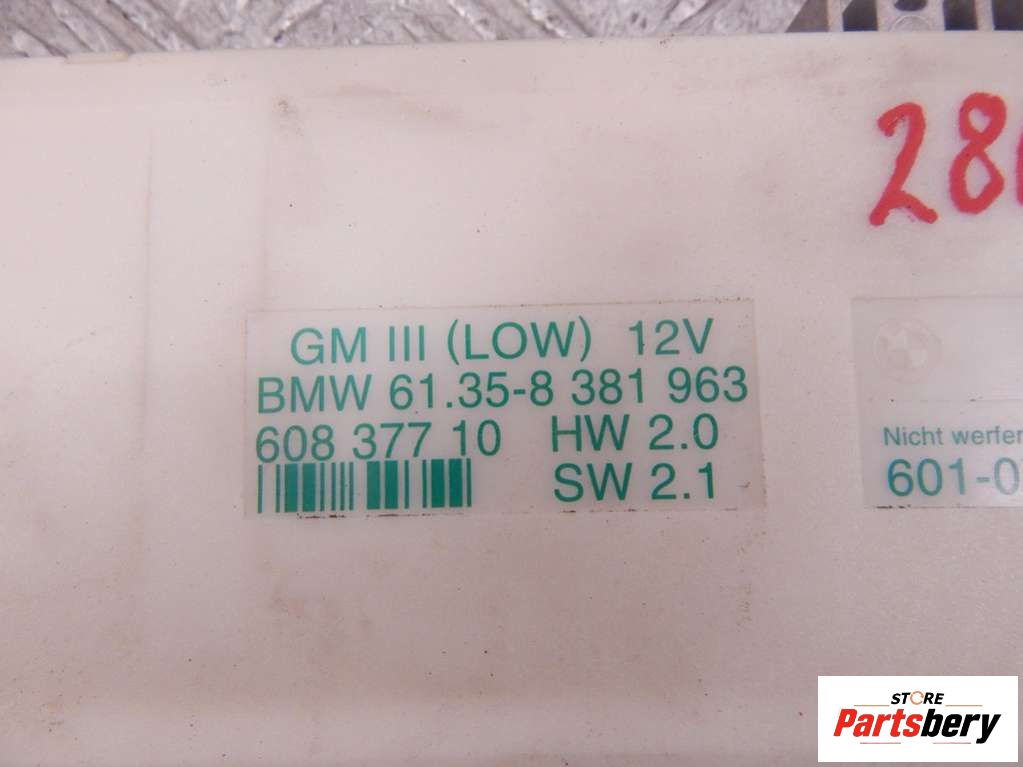 28
GM III (LOW) 12V
BMW 61.35-8 381 963
608 377 10 HW 2.0
SW 2.1
Nicht werfen
601-0
STORE
Partsbery